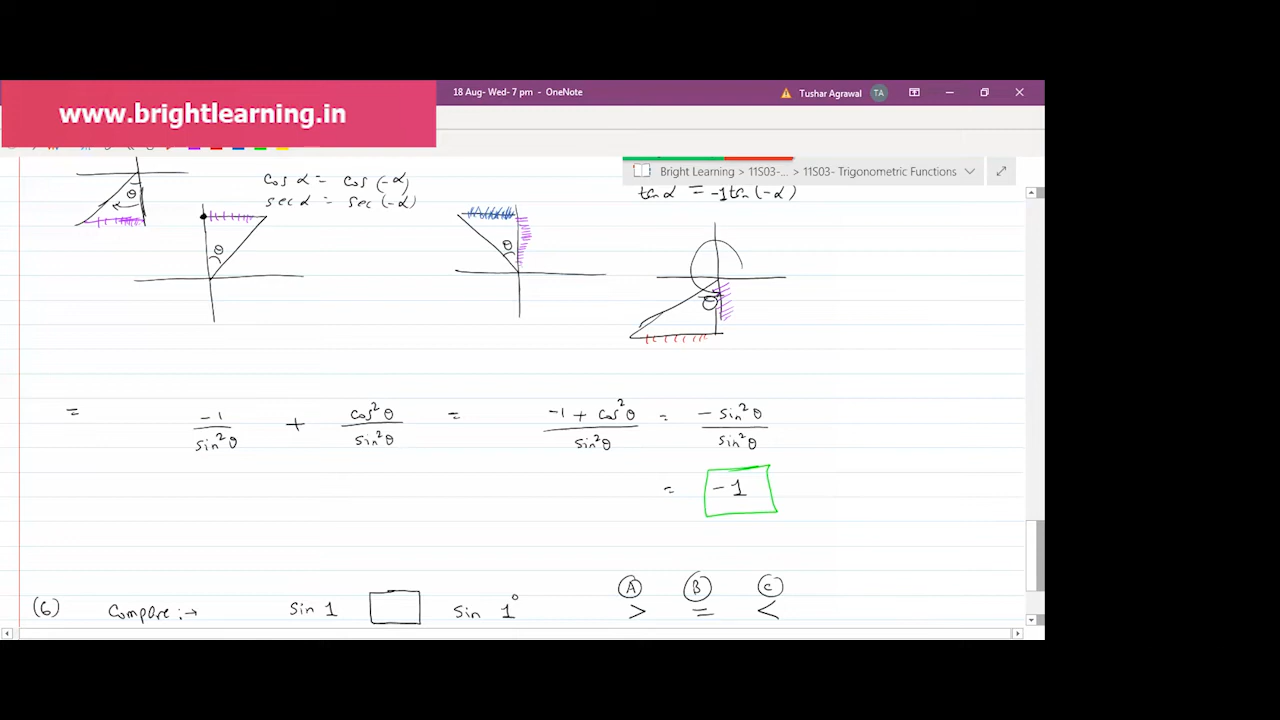 18 Aug- Wed- 7 pm - OneNote
Tushar Agrawal TA
www.brightlearning.in
Bright Learning > 11S03-... > 11S03- Trigonometric Functions
cos α = cos (-α)
sec α = sec (-α)
tan α = -1tan(-α)
θ
θ
θ
θ
= -1/sin²θ + cos²θ/sin²θ = -1 + cos²θ/sin²θ = - sin²θ/sin²θ
= -1
(A) (B) (C)
(6) Compare :→ sin 1 □ sin 1° > = <